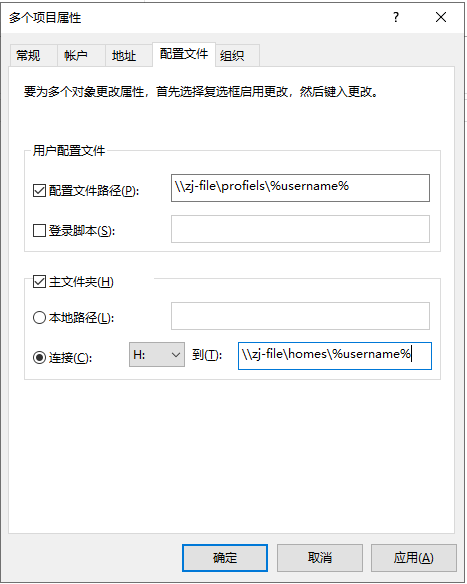 多个项目属性
常规 帐户 地址 配置文件 组织
要为多个对象更改属性，首先选择复选框启用更改，然后键入更改。
用户配置文件
配置文件路径(P): \\zj-file\profiels\%username%
登录脚本(S):
主文件夹(H)
本地路径(L):
连接(C): H: 到(T): \\zj-file\homes\%username%
确定 取消 应用(A)